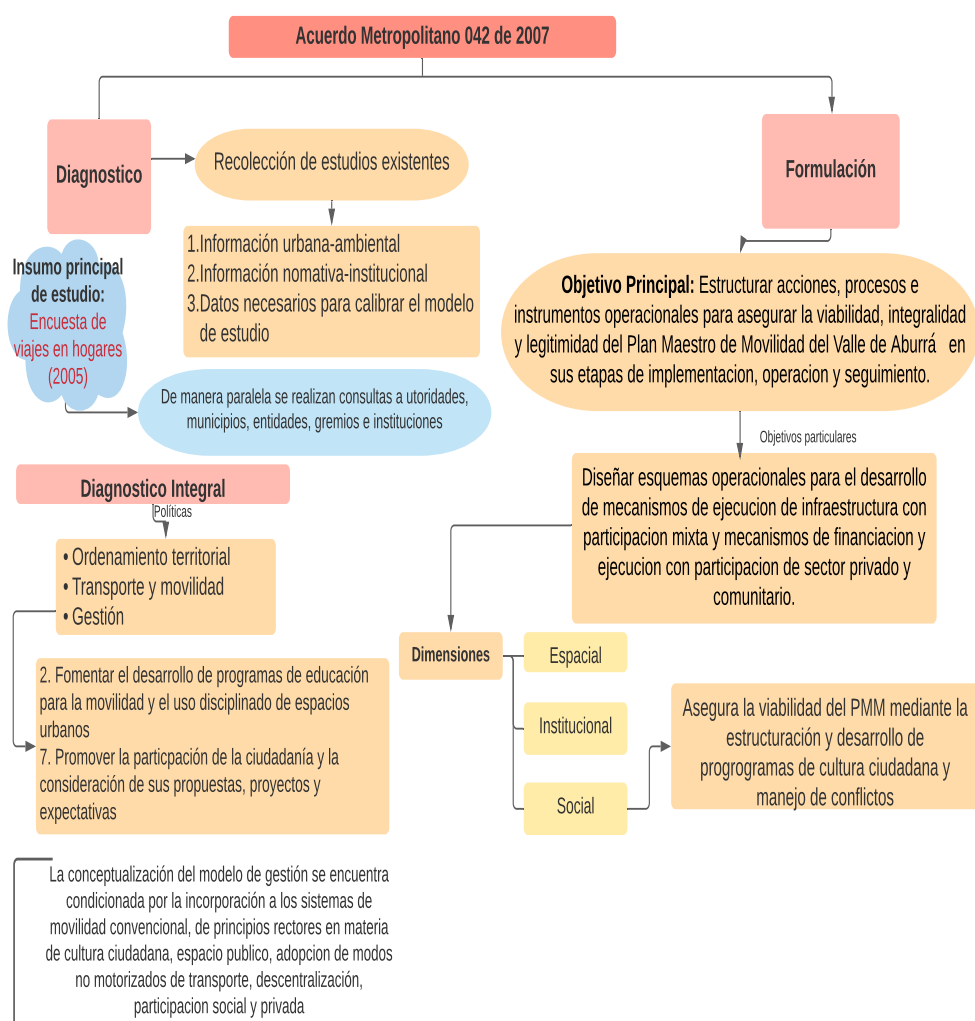 Acuerdo Metropolitano 042 de 2007
Diagnostico
Recolección de estudios existentes
1.Información urbana-ambiental
2.Información nomativa-institucional
3.Datos necesarios para calibrar el modelo
de estudio
Insumo principal
de estudio:
Encuesta de
viajes en hogares
(2005)
De manera paralela se realizan consultas a utoridades,
municipios, entidades, gremios e instituciones
Diagnostico Integral
Políticas
• Ordenamiento territorial
• Transporte y movilidad
• Gestión
2. Fomentar el desarrollo de programas de educación
para la movilidad y el uso disciplinado de espacios
urbanos
7. Promover la particpación de la ciudadanía y la
consideración de sus propuestas, proyectos y
expectativas
La conceptualización del modelo de gestión se encuentra
condicionada por la incorporación a los sistemas de
movilidad convencional, de principios rectores en materia
de cultura ciudadana, espacio publico, adopcion de modos
no motorizados de transporte, descentralización,
participacion social y privada
Formulación
Objetivo Principal: Estructurar acciones, procesos e
instrumentos operacionales para asegurar la viabilidad, integralidad
y legitimidad del Plan Maestro de Movilidad del Valle de Aburrá en
sus etapas de implementacion, operacion y seguimiento.
Objetivos particulares
Diseñar esquemas operacionales para el desarrollo
de mecanismos de ejecucion de infraestructura con
participacion mixta y mecanismos de financiacion y
ejecucion con participacion de sector privado y
comunitario.
Dimensiones
Espacial
Institucional
Social
Asegura la viabilidad del PMM mediante la
estructuración y desarrollo de
progrogramas de cultura ciudadana y
manejo de conflictos